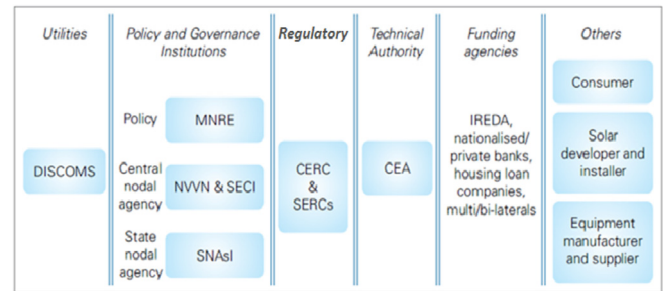 Utilities
Policy and Governance
Institutions
Regulatory
Technical
Authority
Funding
agencies
Others
DISCOMS
Policy
MNRE
Central
nodal
agency
NVVN & SECI
State
nodal
agency
SNAsI
CERC
&
SERCs
CEA
IREDA,
nationalised/
private banks,
housing loan
companies,
multi/bi-laterals
Consumer
Solar
developer and
installer
Equipment
manufacturer
and supplier